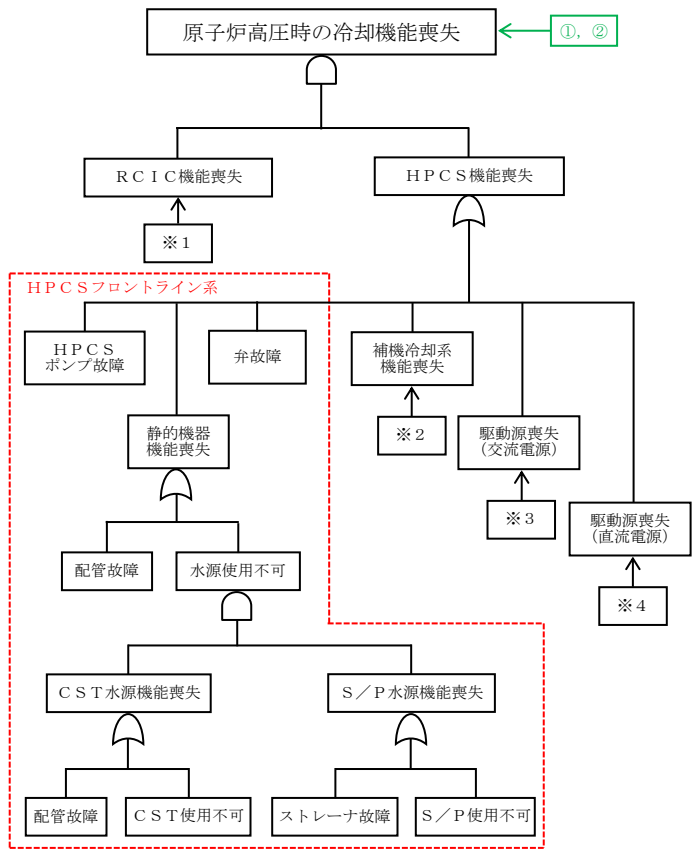 原子炉高圧時の冷却機能喪失
①，②
ＲＣＩＣ機能喪失
ＨＰＣＳ機能喪失
※１
ＨＰＣＳフロントライン系
ＨＰＣＳ
ポンプ故障
弁故障
補機冷却系
機能喪失
静的機器
機能喪失
※２
駆動源喪失
（交流電源）
※３
駆動源喪失
（直流電源）
※４
配管故障
水源使用不可
ＣＳＴ水源機能喪失
Ｓ／Ｐ水源機能喪失
配管故障
ＣＳＴ使用不可
ストレーナ故障
Ｓ／Ｐ使用不可